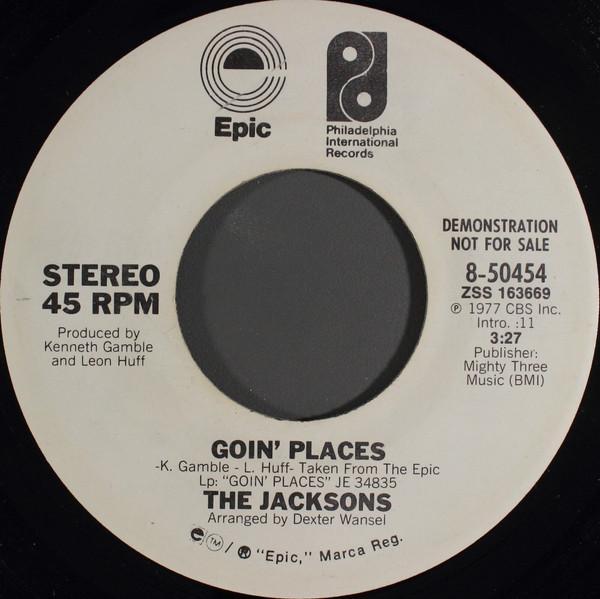 Epic
Philadelphia
International
Records
DEMONSTRATION
NOT FOR SALE
STEREO
45 RPM
8-50454
ZSS 163669
℗ 1977 CBS Inc.
Intro. :11
3:27
Publisher:
Mighty Three
Music (BMI)
Produced by
Kenneth Gamble
and Leon Huff
GOIN' PLACES
-K. Gamble - L. Huff- Taken From The Epic
Lp: "GOIN' PLACES" JE 34835
THE JACKSONS
Arranged by Dexter Wansel
e ™ / ® "Epic," Marca Reg.